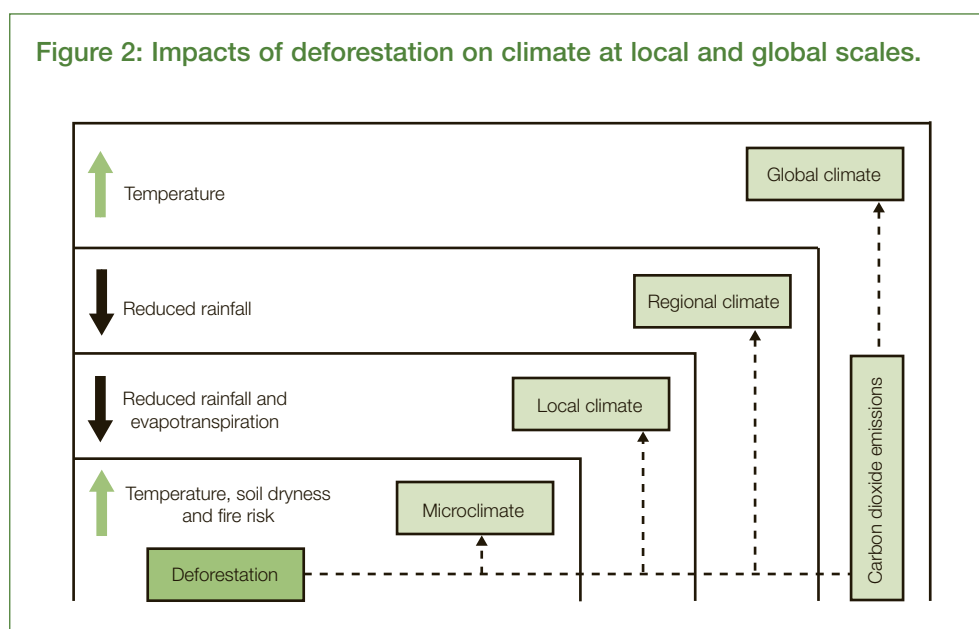 Figure 2: Impacts of deforestation on climate at local and global scales.
Temperature
Global climate
Reduced rainfall
Regional climate
Reduced rainfall and
evapotranspiration
Local climate
Temperature, soil dryness
and fire risk
Microclimate
Deforestation
Carbon dioxide emissions